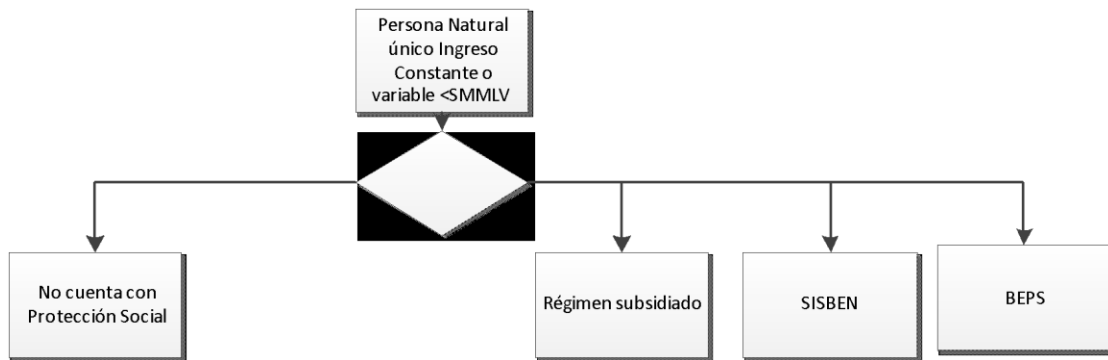 Persona Natural
único Ingreso
Constante o
variable <SMMLV
No cuenta con
Protección Social
Régimen subsidiado
SISBEN
BEPS